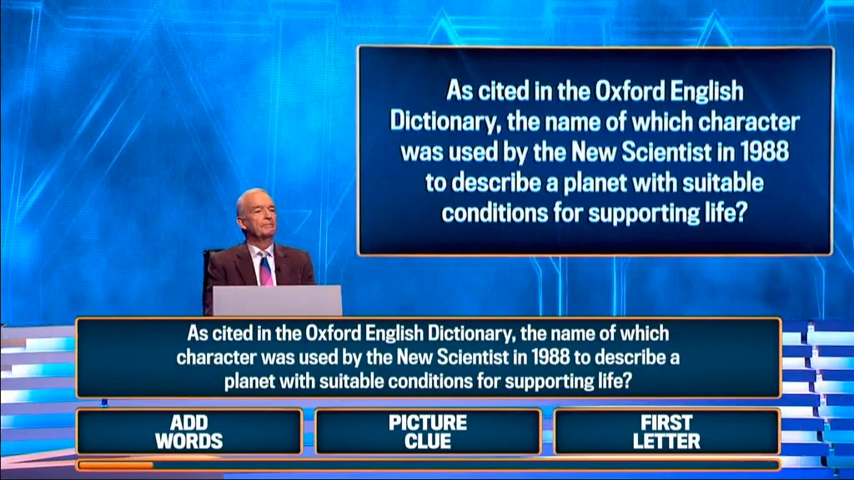 As cited in the Oxford English
Dictionary, the name of which character
was used by the New Scientist in 1988
to describe a planet with suitable
conditions for supporting life?
As cited in the Oxford English Dictionary, the name of which
character was used by the New Scientist in 1988 to describe a
planet with suitable conditions for supporting life?
ADD
WORDS
PICTURE
CLUE
FIRST
LETTER